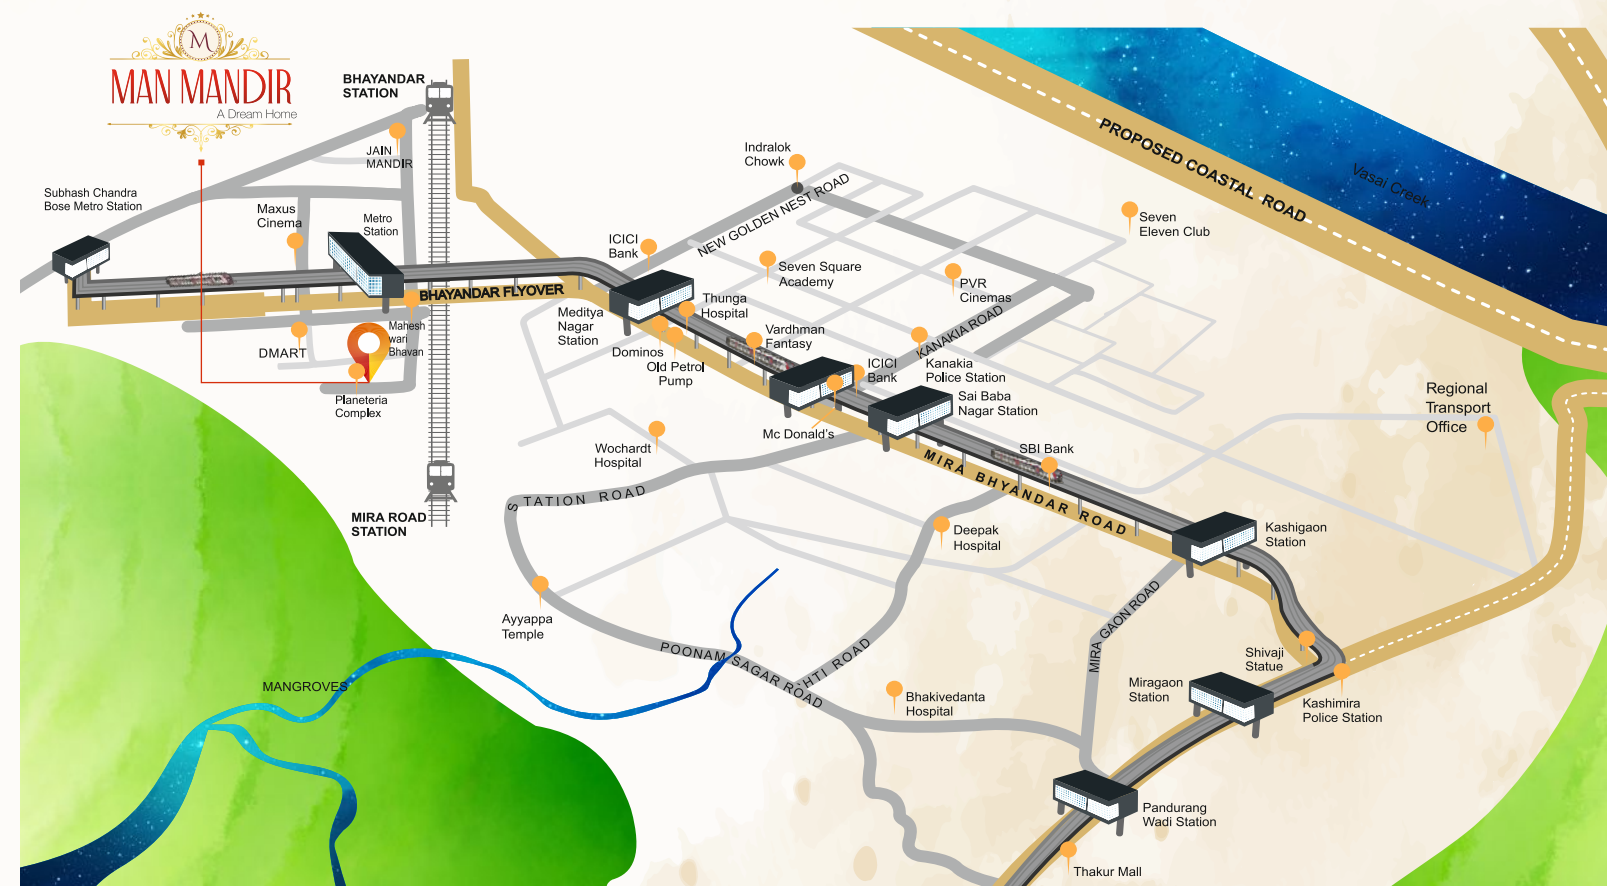 M
MAN MANDIR
A Dream Home
BHAYANDAR
STATION
JAIN
MANDIR
Subhash Chandra
Bose Metro Station
Maxus
Cinema
Metro
Station
BHAYANDAR FLYOVER
DMART
Mahesh
wari
Bhavan
Planeteria
Complex
MIRA ROAD
STATION
Indralok
Chowk
NEW GOLDEN NEST ROAD
ICICI
Bank
Seven Square
Academy
PVR
Cinemas
Seven
Eleven Club
PROPOSED COASTAL ROAD
Vasai Creek
Thunga
Hospital
Meditya
Nagar
Station
Dominos
Old Petrol
Pump
Vardhman
Fantasy
KANAKIA ROAD
ICICI
Bank
Kanakia
Police Station
Sai Baba
Nagar Station
Mc Donald's
Regional
Transport
Office
Wochardt
Hospital
SBI Bank
MIRA BHYANDAR ROAD
STATION ROAD
Deepak
Hospital
Kashigaon
Station
Ayyappa
Temple
POONAM SAGAR ROAD
HTI ROAD
MIRA GAON ROAD
Shivaji
Statue
Miragaon
Station
Kashimira
Police Station
Bhakivedanta
Hospital
MANGROVES
Pandurang
Wadi Station
Thakur Mall